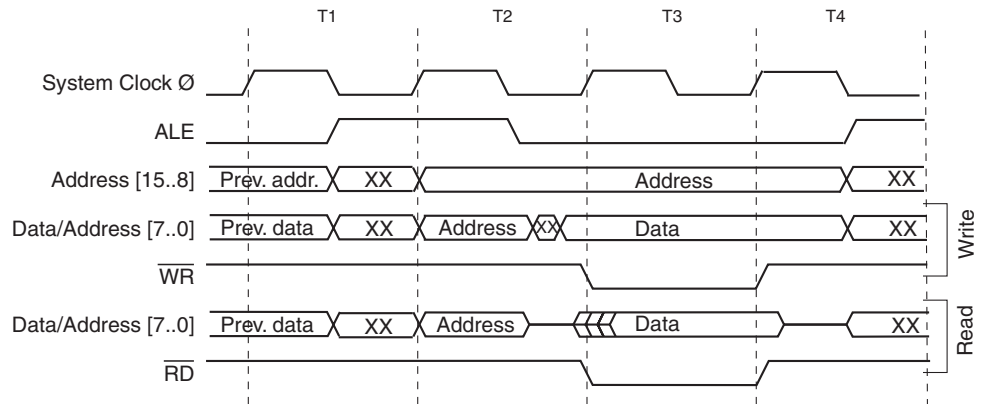 T1 T2 T3 T4
System Clock Ø
ALE
Address [15..8] Prev. addr. XX Address XX
Data/Address [7..0] Prev. data XX Address XX Data XX
WR
Write
Data/Address [7..0] Prev. data XX Address Data XX
RD
Read